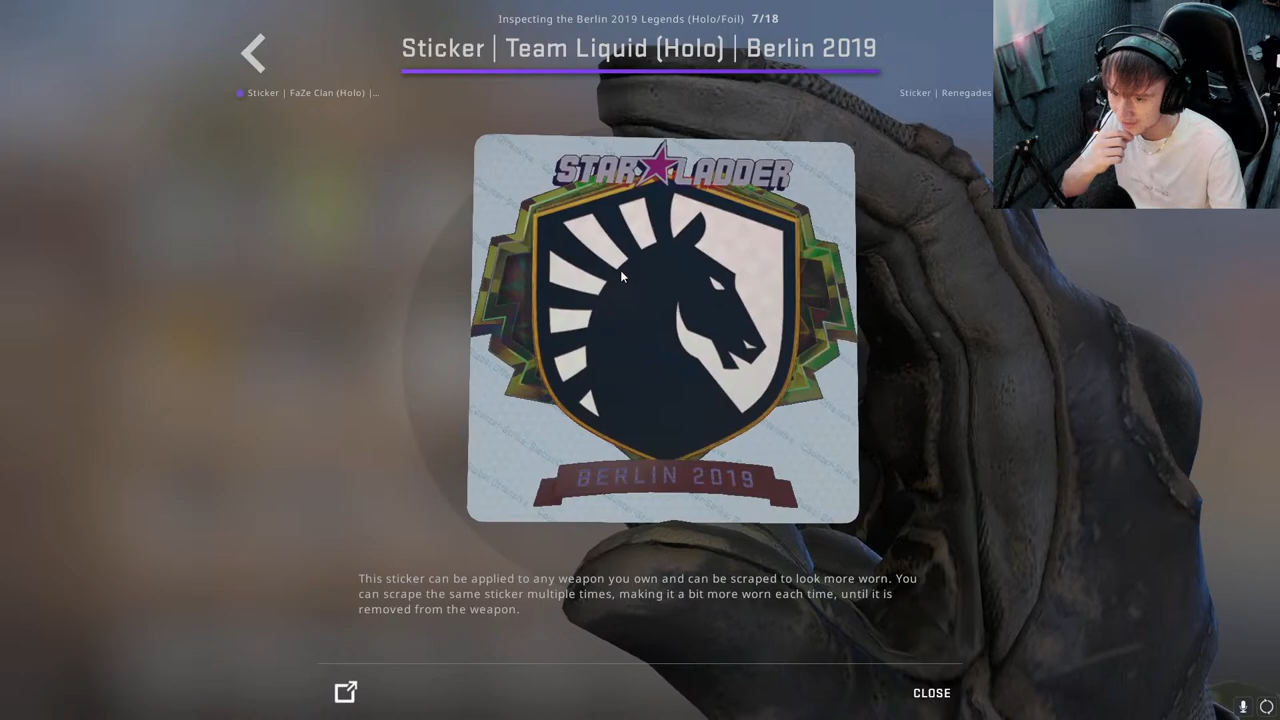 Inspecting the Berlin 2019 Legends (Holo/Foil) 7/18
Sticker | Team Liquid (Holo) | Berlin 2019
Sticker | FaZe Clan (Holo) |...
Sticker | Renegades
STAR LADDER
BERLIN 2019
This sticker can be applied to any weapon you own and can be scraped to look more worn. You
can scrape the same sticker multiple times, making it a bit more worn each time, until it is
removed from the weapon.
CLOSE